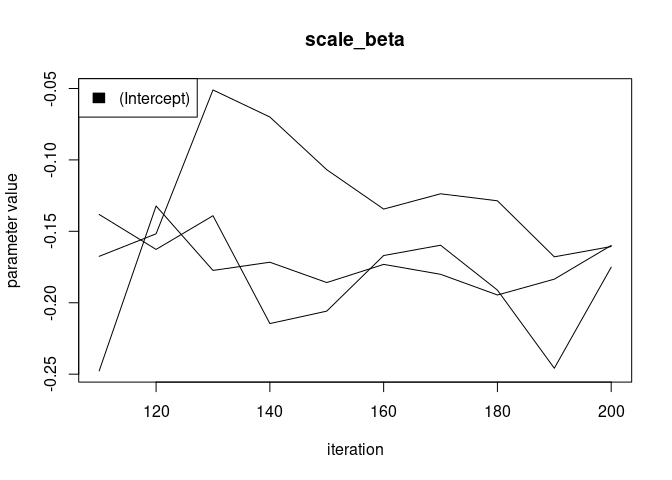 scale_beta
(Intercept)
parameter value
-0.05
-0.10
-0.15
-0.20
-0.25
120 140 160 180 200
iteration